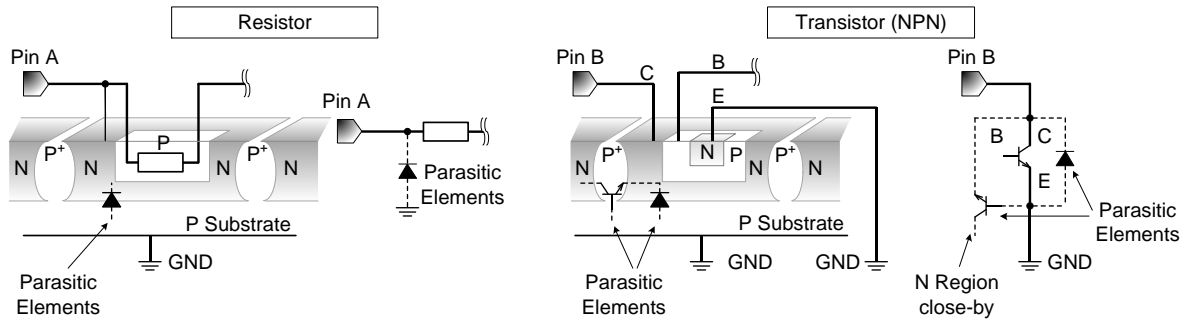 Resistor
Pin A
N
P+
N
P
N
P+
N
P Substrate
GND
Parasitic
Elements
Pin A
Parasitic
Elements
Transistor (NPN)
Pin B
C
B
E
N
P+
N
N
P
P+
N
P Substrate
GND
GND
Parasitic
Elements
Pin B
B
C
E
Parasitic
Elements
GND
N Region
close-by